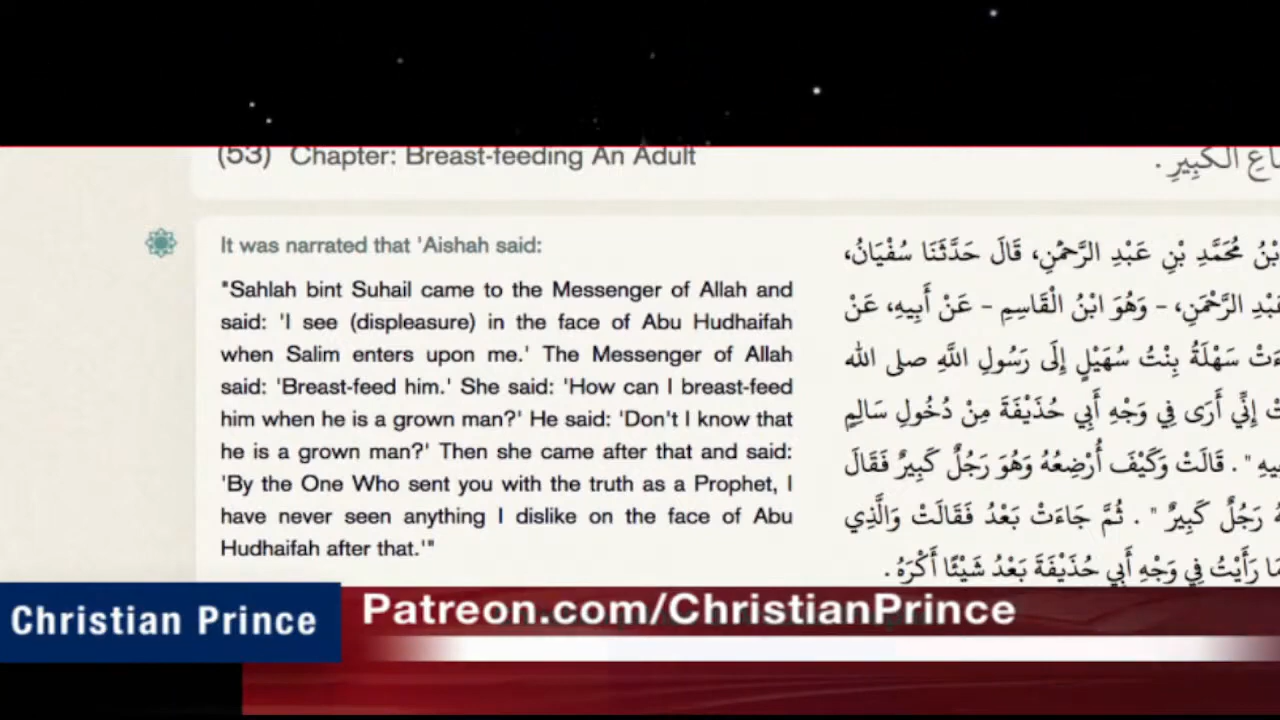 (53) Chapter: Breast-feeding An Adult
الكَبِيرِ .
It was narrated that 'Aishah said:
"Sahlah bint Suhail came to the Messenger of Allah and
said: 'I see (displeasure) in the face of Abu Hudhaifah
when Salim enters upon me.' The Messenger of Allah
said: 'Breast-feed him.' She said: 'How can I breast-feed
him when he is a grown man?' He said: 'Don't I know that
he is a grown man?' Then she came after that and said:
'By the One Who sent you with the truth as a Prophet, I
have never seen anything I dislike on the face of Abu
Hudhaifah after that.'"
بْنُ مُحَمَّدِ بْنِ عَبْدِ الرَّحْمَنِ، قَالَ حَدَّثَنَا سُفْيَانُ،
الرَّحْمَنِ، - وَهُوَ ابْنُ الْقَاسِمِ - عَنْ أَبِيهِ، عَنْ
سَهْلَةُ بِنْتُ سُهَيْلٍ إِلَى رَسُولِ اللَّهِ صلى الله
إِنِّي أَرَى فِي وَجْهِ أَبِي حُذَيْفَةَ مِنْ دُخُولِ سَالِمٍ
" . قَالَتْ وَكَيْفَ أُرْضِعُهُ وَهُوَ رَجُلٌ كَبِيرٌ فَقَالَ
رَجُلٌ كَبِيرٌ " . ثُمَّ جَاءَتْ بَعْدُ فَقَالَتْ وَالَّذِي
رَأَيْتُ فِي وَجْهِ أَبِي حُذَيْفَةَ بَعْدُ شَيْئًا أَكْرَهُ .
Christian Prince
Patreon.com/ChristianPrince